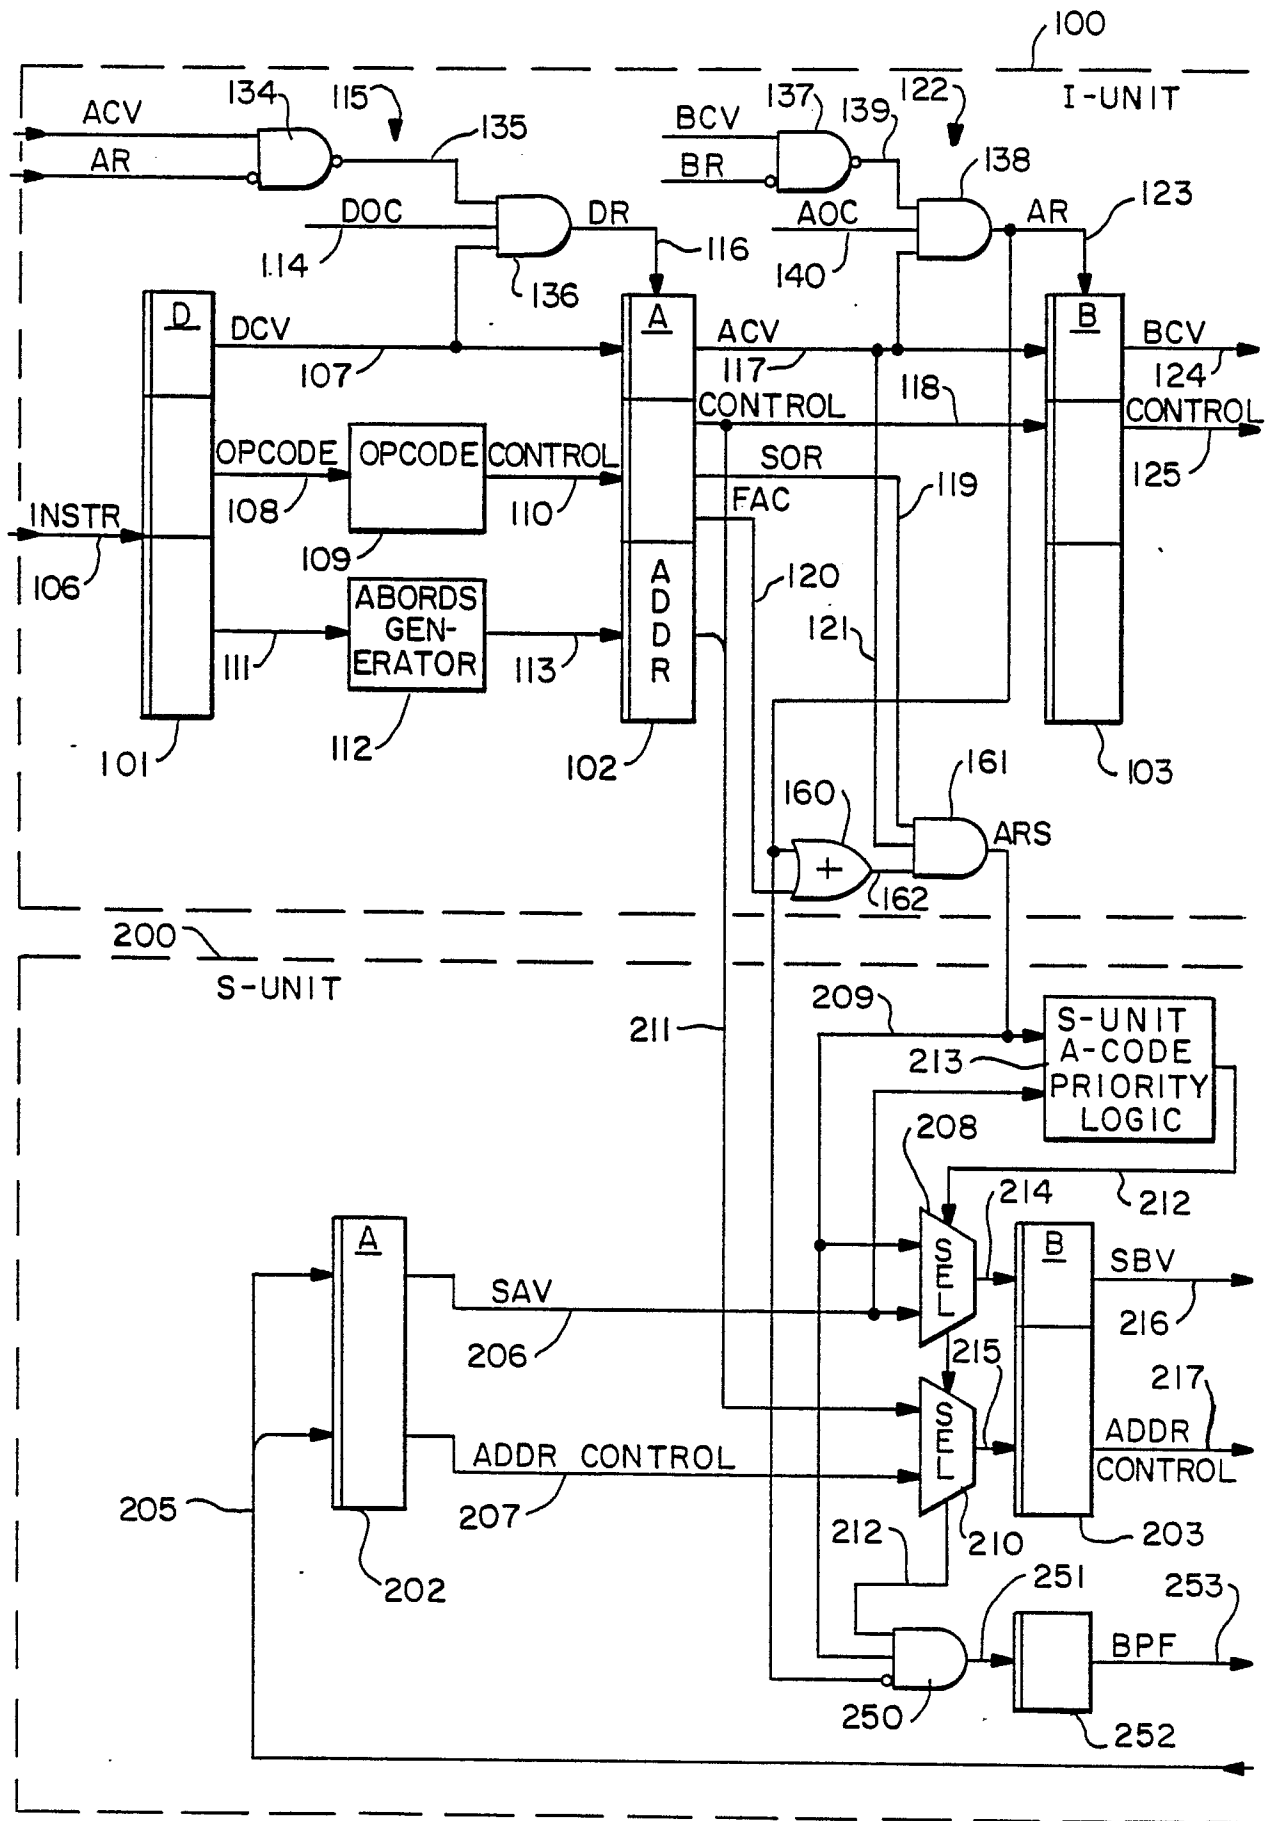 100
I-UNIT
ACV
134
115
135
AR
DOC
114
136
DR
116
BCV
137
139
122
BR
138
AOC
140
AR
123
D
DCV
107
A
ACV
117
B
BCV
124
OPCODE
108
OPCODE
109
CONTROL
110
CONTROL
118
CONTROL
125
SOR
119
FAC
120
121
INSTR
106
111
ABORDS
GEN-
ERATOR
112
113
ADDR
101
102
103
160
+
162
161
ARS
200
S-UNIT
211
209
213
S-UNIT
A-CODE
PRIORITY
LOGIC
208
212
214
A
SAV
206
SEL
B
SBV
216
215
217
SEL
215
ADDR
CONTROL
ADDR CONTROL
207
205
202
212
210
203
251
253
BPF
250
252